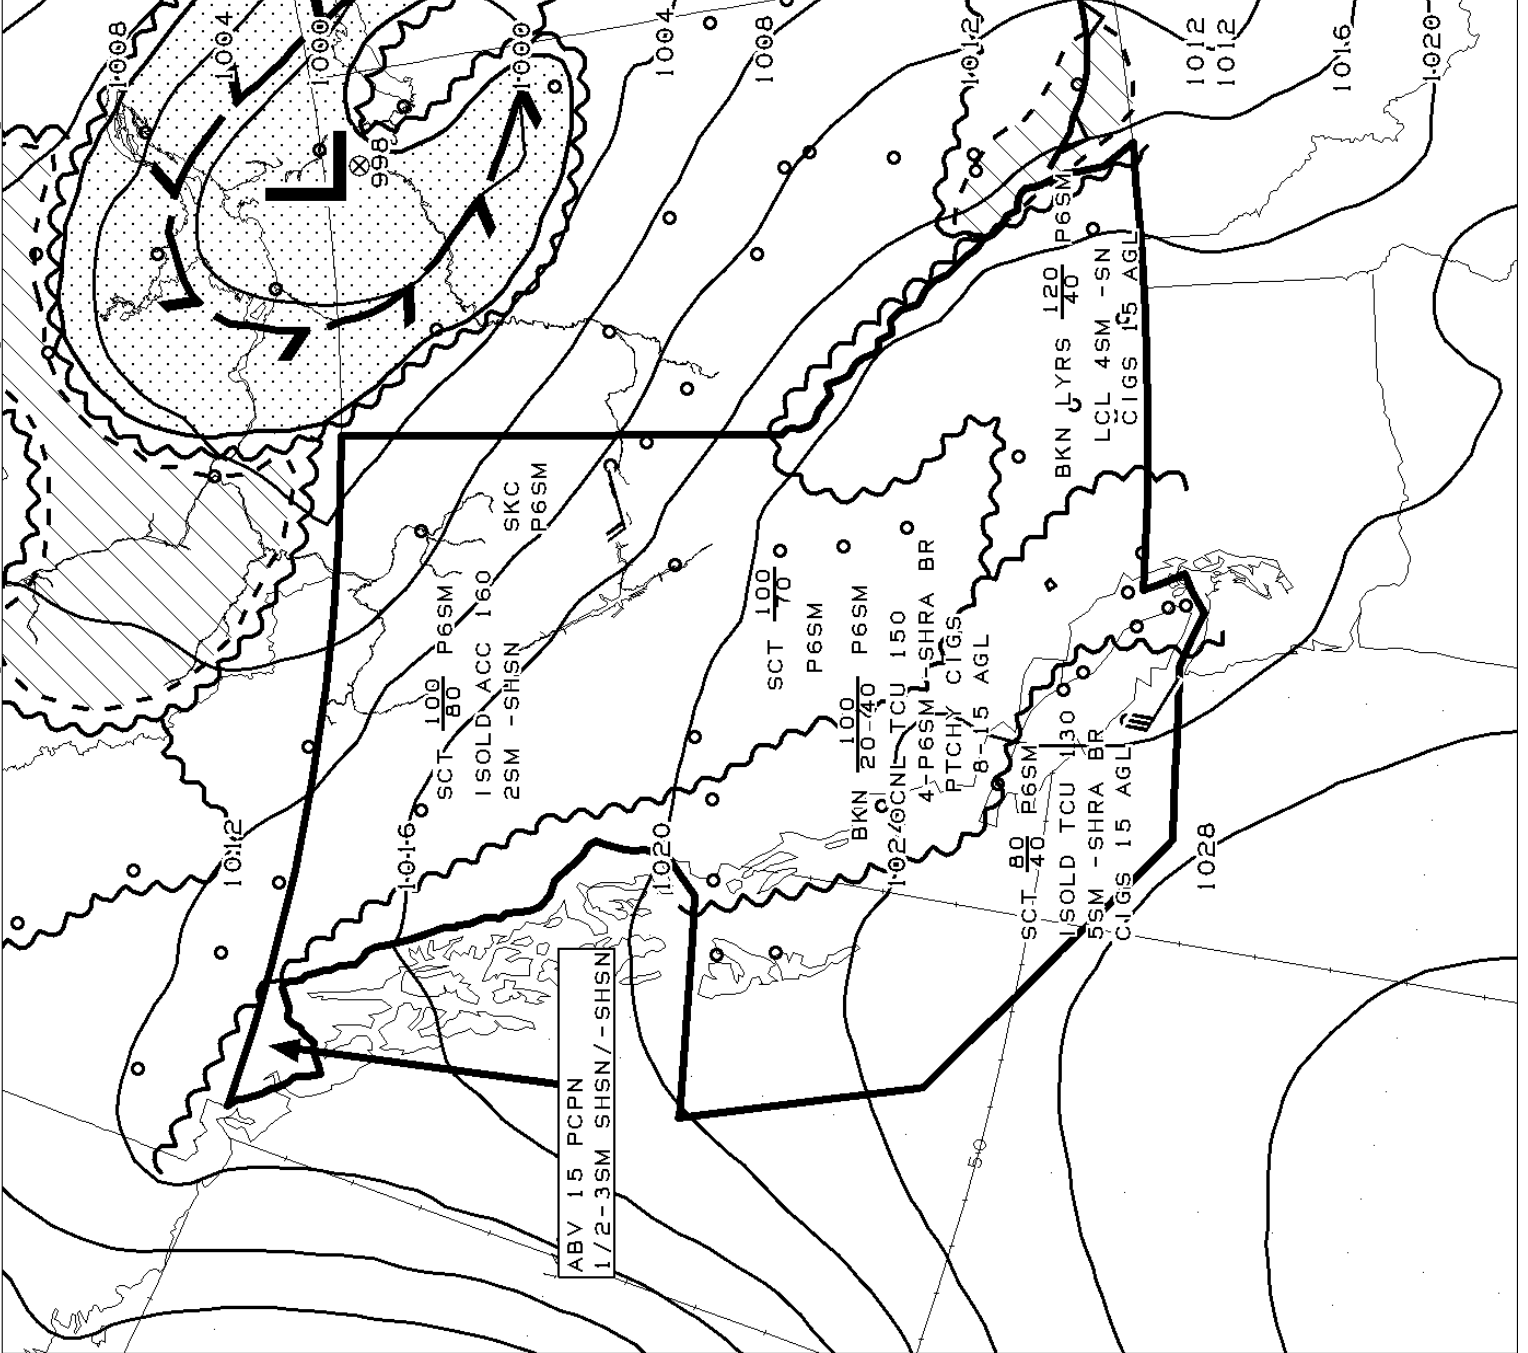 1008
1004
1000
1000
1004
1008
1012
1012
1012
1016
1020
L
998
SKC
P6SM
SCT 100/80 P6SM
ISOLD ACC 160
2SM -SHSN
SCT 100/70
P6SM
BKN LYRS 120/40 P6SM
LCL 4SM -SN
CIGS 15 AGL
BKN 100/20-40 P6SM
OCNL TCU 150
4-P6SM -SHRA BR
PTCHY CIGS
8-15 AGL
SCT 80/40 P6SM
ISOLD TCU 130
5SM -SHRA BR
CIGS 15 AGL
1012
1016
1020
1024
1028
50
ABV 15 PCPN
1/2-3SM SHSN/-SHSN